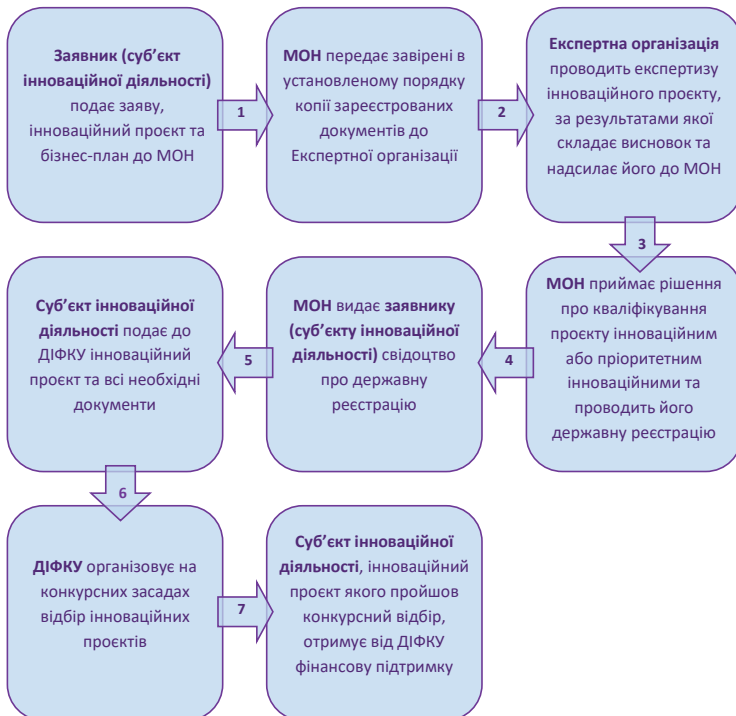 Заявник (суб’єкт
інноваційної діяльності)
подає заяву,
інноваційний проєкт та
бізнес-план до МОН
1
МОН передає завірені в
установленому порядку
копії зареєстрованих
документів до
Експертної організації
2
Експертна організація
проводить експертизу
інноваційного проєкту,
за результатами якої
складає висновок та
надсилає його до МОН
3
МОН приймає рішення
про кваліфікування
проєкту інноваційним
або пріоритетним
інноваційними та
проводить його
державну реєстрацію
4
МОН видає заявнику
(суб’єкту інноваційної
діяльності) свідоцтво
про державну
реєстрацію
5
Суб’єкт інноваційної
діяльності подає до
ДІФКУ інноваційний
проєкт та всі необхідні
документи
6
ДІФКУ організовує на
конкурсних засадах
відбір інноваційних
проєктів
7
Суб’єкт інноваційної
діяльності, інноваційний
проєкт якого пройшов
конкурсний відбір,
отримує від ДІФКУ
фінансову підтримку